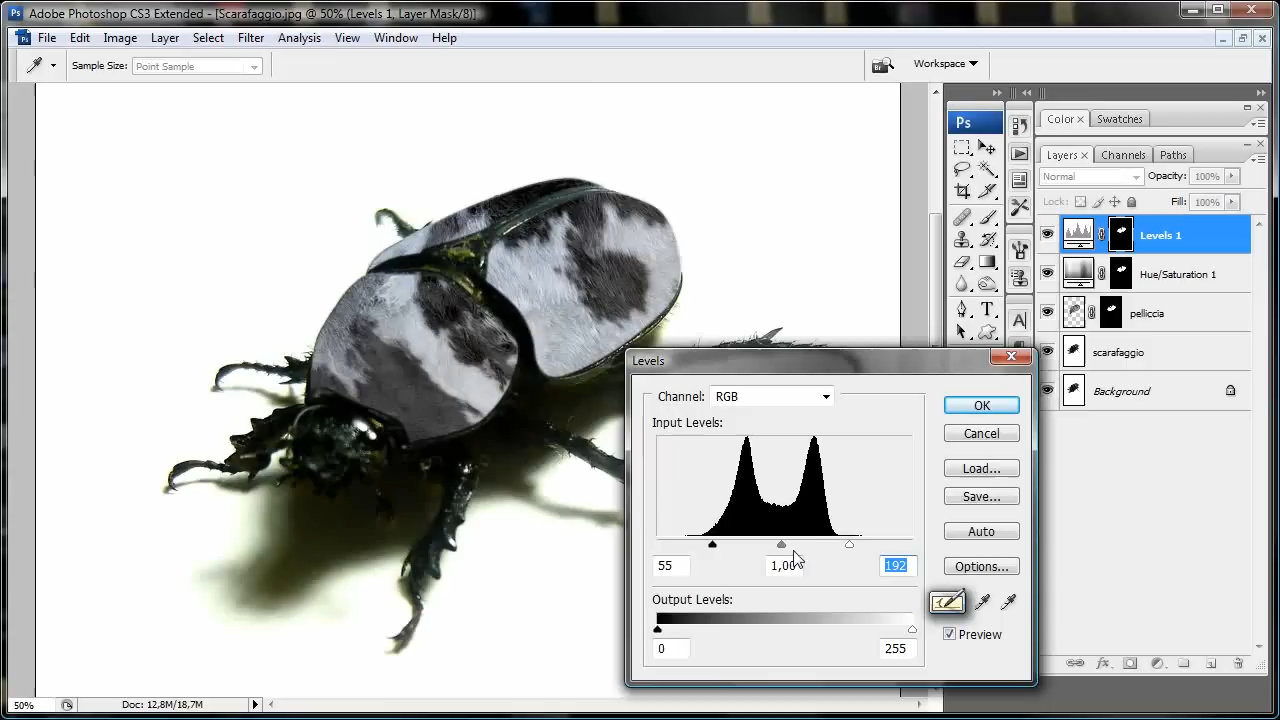 Ps Adobe Photoshop CS3 Extended - [Scarafaggio.jpg @ 50% (Levels 1, Layer Mask/8)]
Ps File Edit Image Layer Select Filter Analysis View Window Help
Sample Size: Point Sample Workspace
Ps
Color × Swatches
Layers × Channels Paths
Normal Opacity: 100%
Lock: Fill: 100%
Levels 1
Hue/Saturation 1
pelliccia
scarafaggio
Background
T
A
Levels
Channel: RGB
Input Levels:
55 1,00 192
Output Levels:
0 255
OK
Cancel
Load...
Save...
Auto
Options...
Preview
50% Doc: 12,8M/18,7M